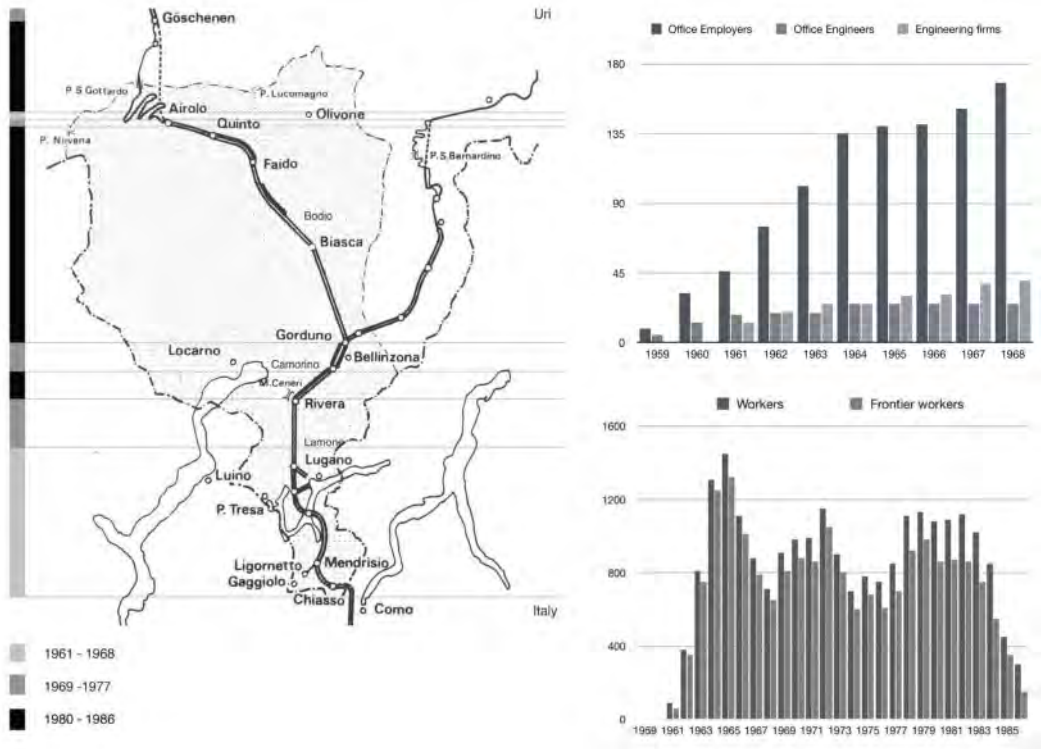 Göschenen
Uri
P. S. Gottardo
P. Lucomagno
Airolo
Olivone
Quinto
P. Novena
P. S. Bernardino
Faido
Bodio
Biasca
Gorduno
Locarno
Bellinzona
Camorino
M. Ceneri
Rivera
Lamone
Lugano
Luino
P. Tresa
Ligornetto
Mendrisio
Gaggiolo
Chiasso
Como
Italy
1961 - 1968
1969 -1977
1980 - 1986
Office Employers Office Engineers Engineering firms
180
135
90
45
0
1959 1960 1961 1962 1963 1964 1965 1966 1967 1968
Workers Frontier workers
1600
1200
800
400
0
1959 1961 1963 1965 1967 1969 1971 1973 1975 1977 1979 1981 1983 1985